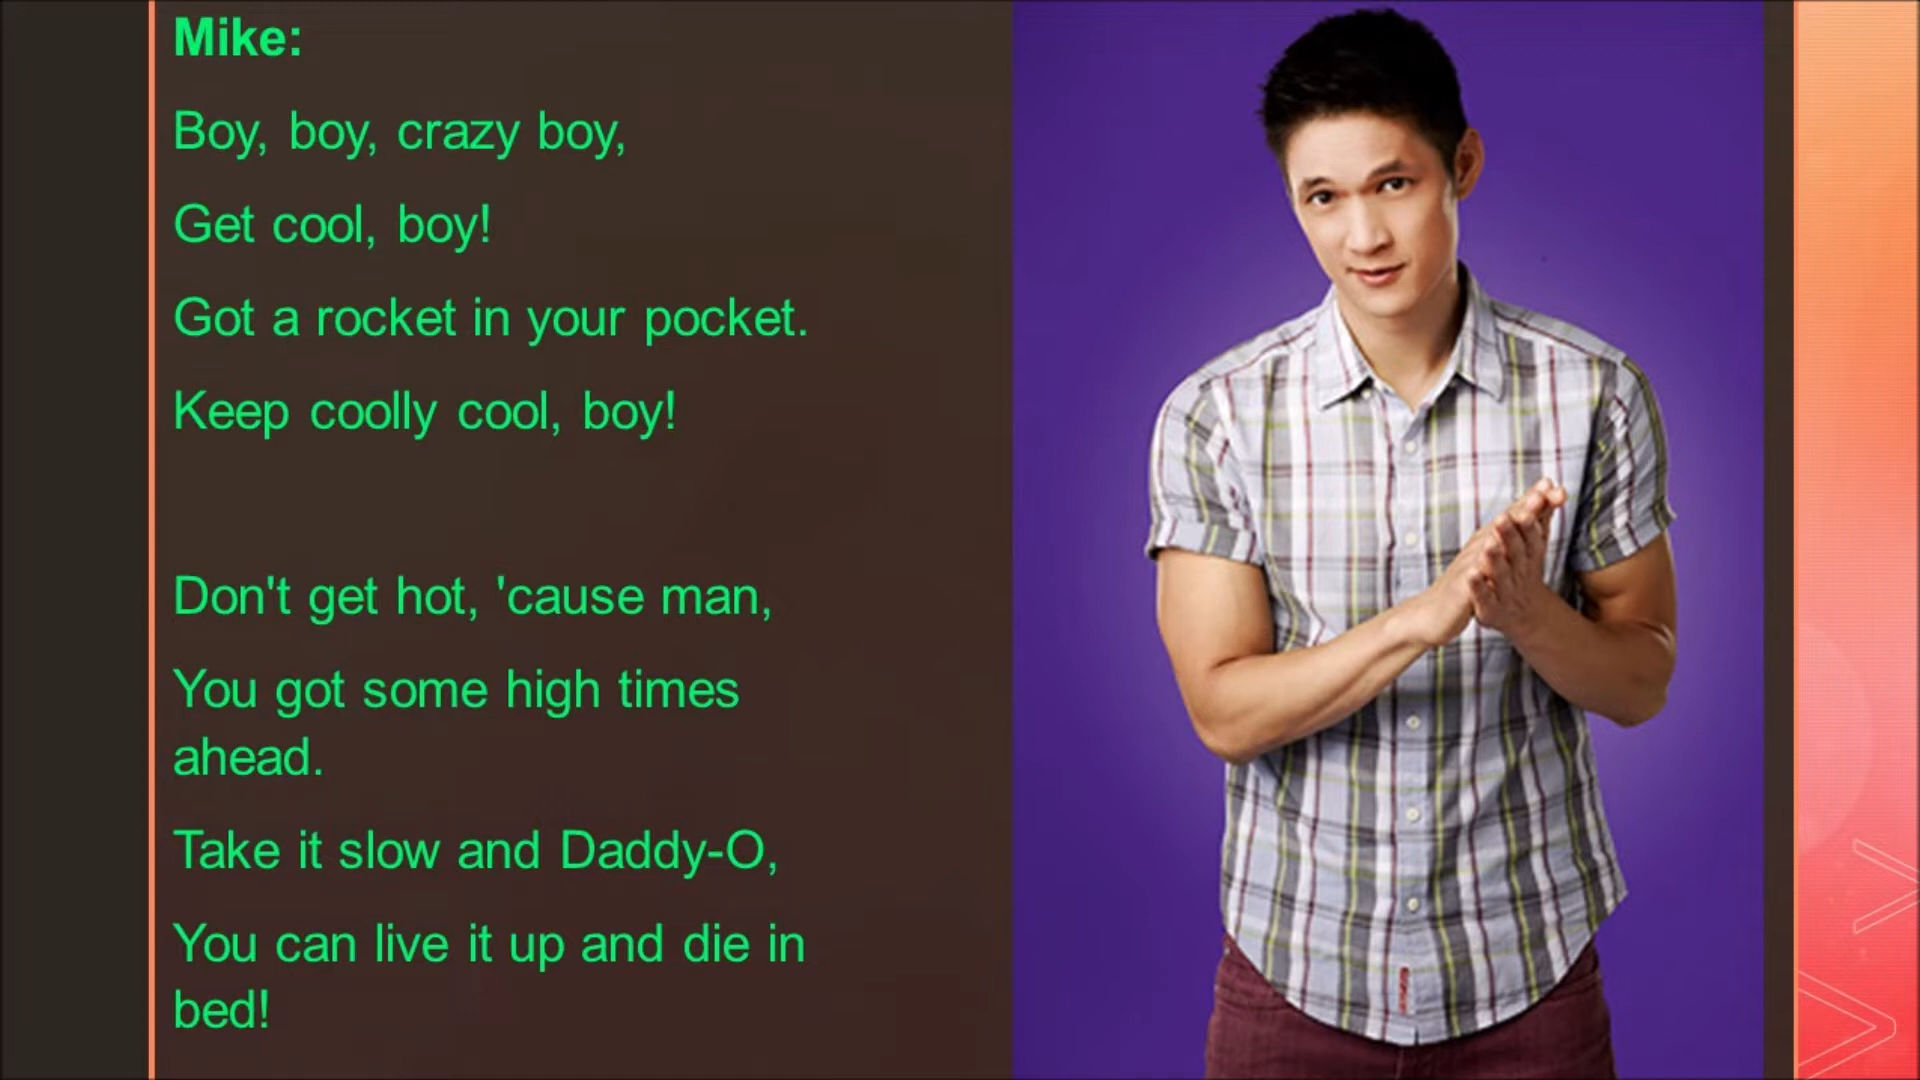 Mike:
Boy, boy, crazy boy,
Get cool, boy!
Got a rocket in your pocket.
Keep coolly cool, boy!
Don't get hot, 'cause man,
You got some high times
ahead.
Take it slow and Daddy-O,
You can live it up and die in
bed!